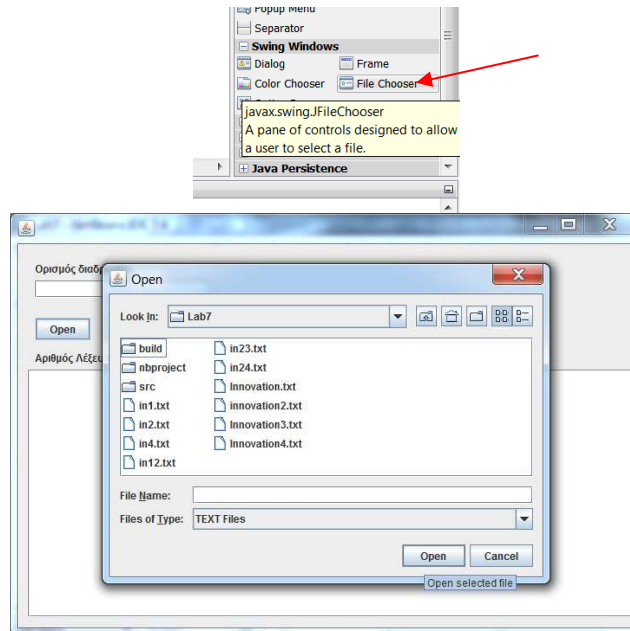 Popup Menu
Separator
Swing Windows
Dialog Frame
Color Chooser File Chooser
javax.swing.JFileChooser
A pane of controls designed to allow
a user to select a file.
Java Persistence
Ορισμός
Open
Look In: Lab7
Open
Αριθμός
build in23.txt
nbproject in24.txt
src Innovation.txt
in1.txt innovation2.txt
in2.txt Innovation3.txt
in4.txt Innovation4.txt
in12.txt
File Name:
Files of Type: TEXT Files
Open Cancel
Open selected file